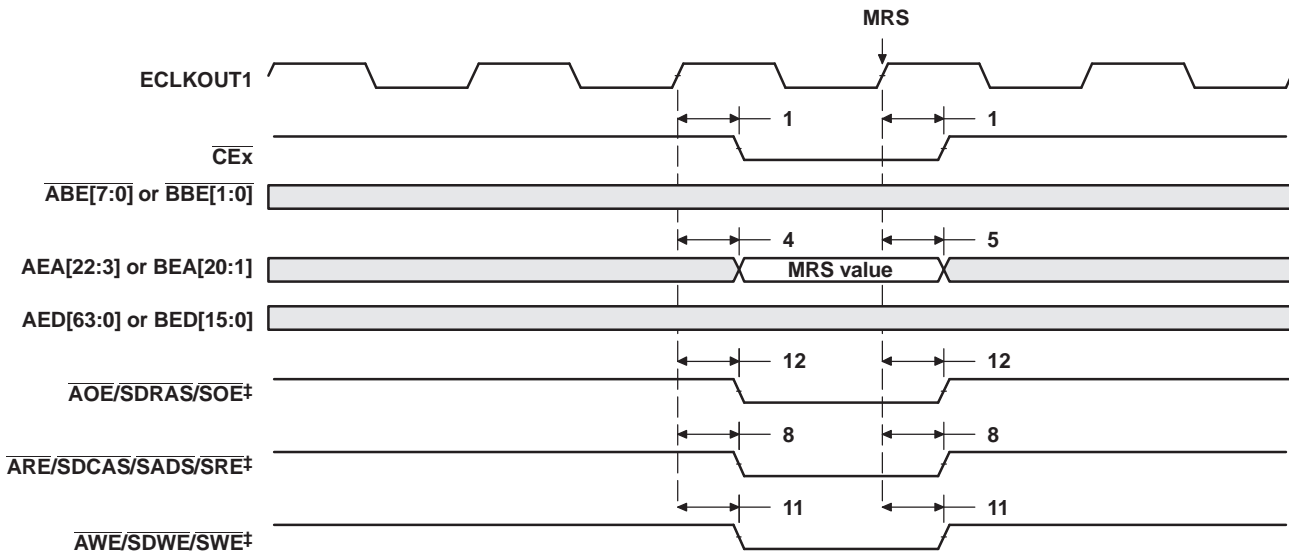 MRS
ECLKOUT1
1 1
CEx
ABE[7:0] or BBE[1:0]
4 5
AEA[22:3] or BEA[20:1] MRS value
AED[63:0] or BED[15:0]
12 12
AOE/SDRAS/SOE‡
8 8
ARE/SDCAS/SADS/SRE‡
11 11
AWE/SDWE/SWE‡